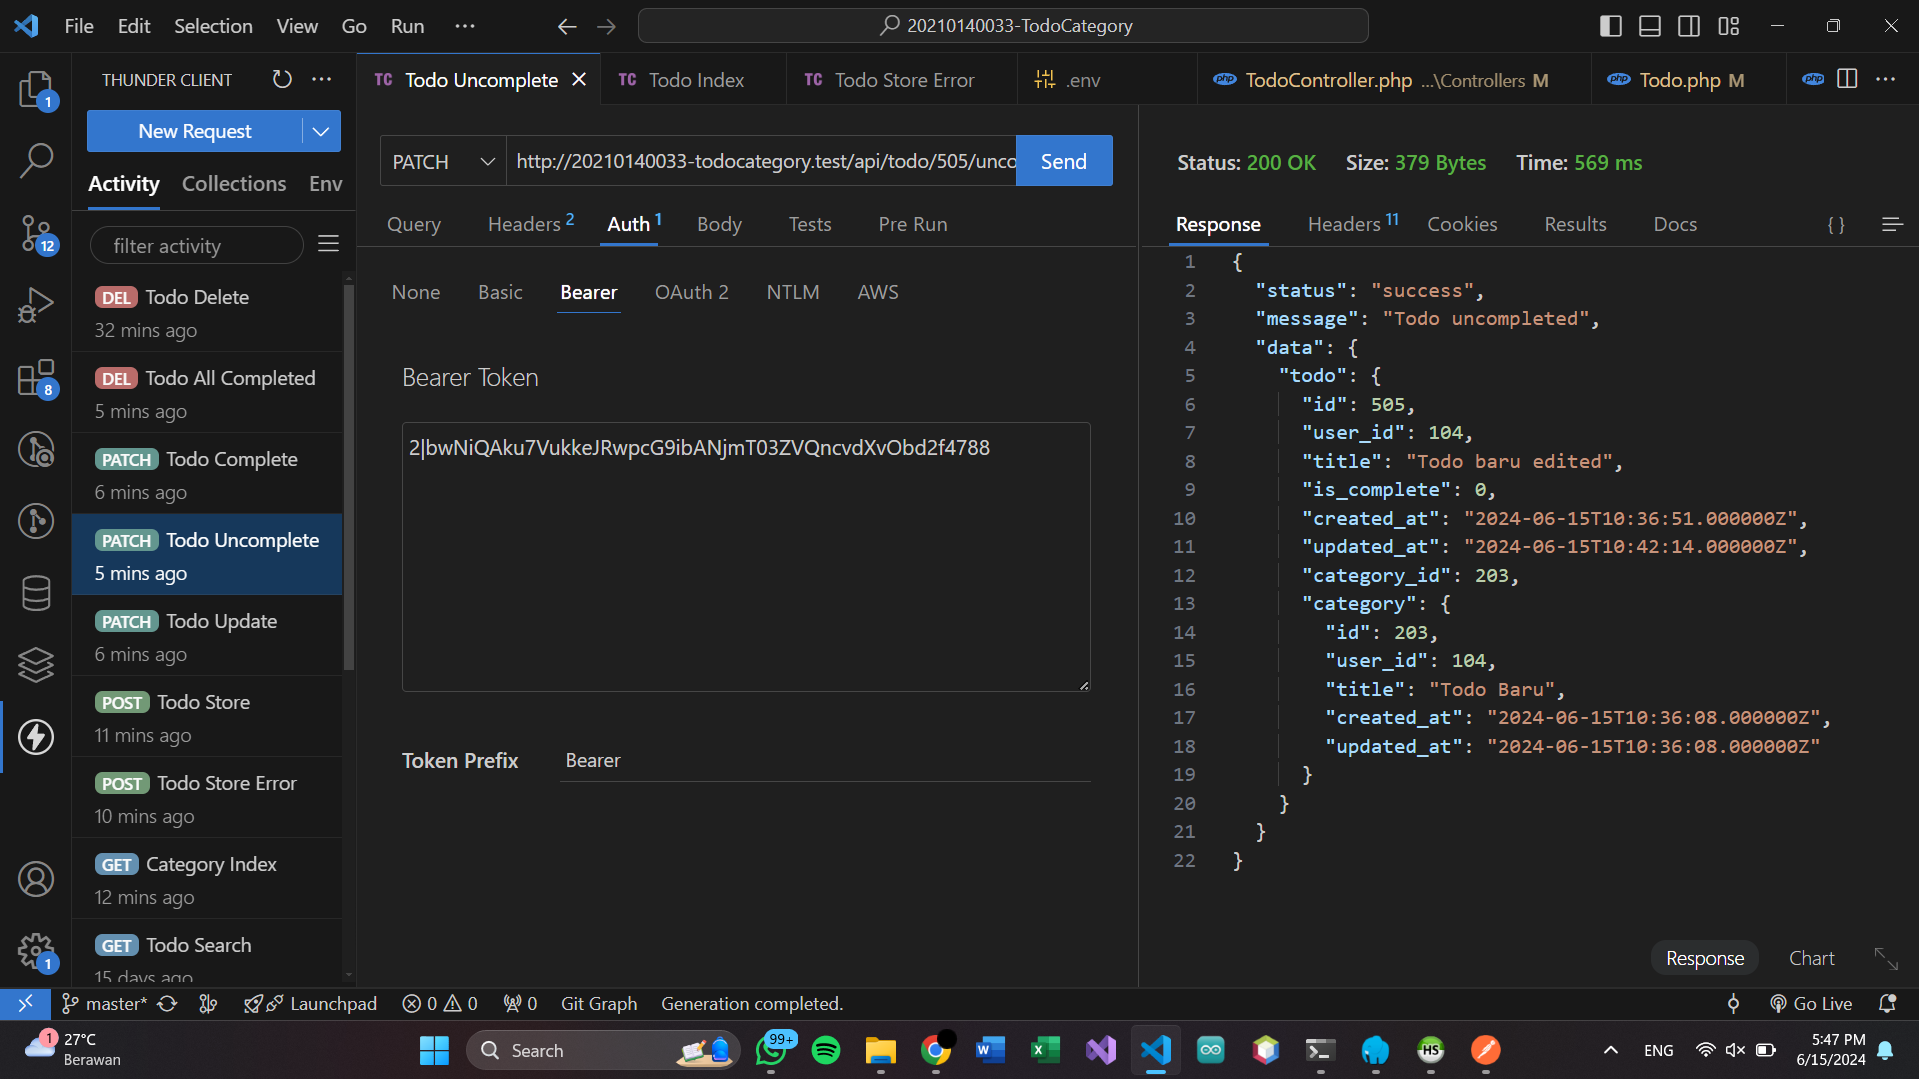 File Edit Selection View Go Run ···
20210140033-TodoCategory
THUNDER CLIENT
New Request
Activity Collections Env
filter activity
DEL Todo Delete
32 mins ago
DEL Todo All Completed
5 mins ago
PATCH Todo Complete
6 mins ago
PATCH Todo Uncomplete
5 mins ago
PATCH Todo Update
6 mins ago
POST Todo Store
11 mins ago
POST Todo Store Error
10 mins ago
GET Category Index
12 mins ago
GET Todo Search
15 days ago
1
12
8
1
TC Todo Uncomplete
TC Todo Index
TC Todo Store Error
.env
php TodoController.php ...\Controllers M
php Todo.php M
php
PATCH http://20210140033-todocategory.test/api/todo/505/unco Send
Query Headers 2 Auth 1 Body Tests Pre Run
None Basic Bearer OAuth 2 NTLM AWS
Bearer Token
2|bwNiQAku7VukkeJRwpcG9ibANjmT03ZVQncvdXvObd2f4788
Token Prefix Bearer
Status: 200 OK Size: 379 Bytes Time: 569 ms
Response Headers 11 Cookies Results Docs { }
1 {
2 "status": "success",
3 "message": "Todo uncompleted",
4 "data": {
5 "todo": {
6 "id": 505,
7 "user_id": 104,
8 "title": "Todo baru edited",
9 "is_complete": 0,
10 "created_at": "2024-06-15T10:36:51.000000Z",
11 "updated_at": "2024-06-15T10:42:14.000000Z",
12 "category_id": 203,
13 "category": {
14 "id": 203,
15 "user_id": 104,
16 "title": "Todo Baru",
17 "created_at": "2024-06-15T10:36:08.000000Z",
18 "updated_at": "2024-06-15T10:36:08.000000Z"
19 }
20 }
21 }
22 }
Response Chart
master* Launchpad 0 0 0 Git Graph Generation completed.
Go Live
1
27°C
Berawan
Search
99+
HS
ENG
5:47 PM
6/15/2024